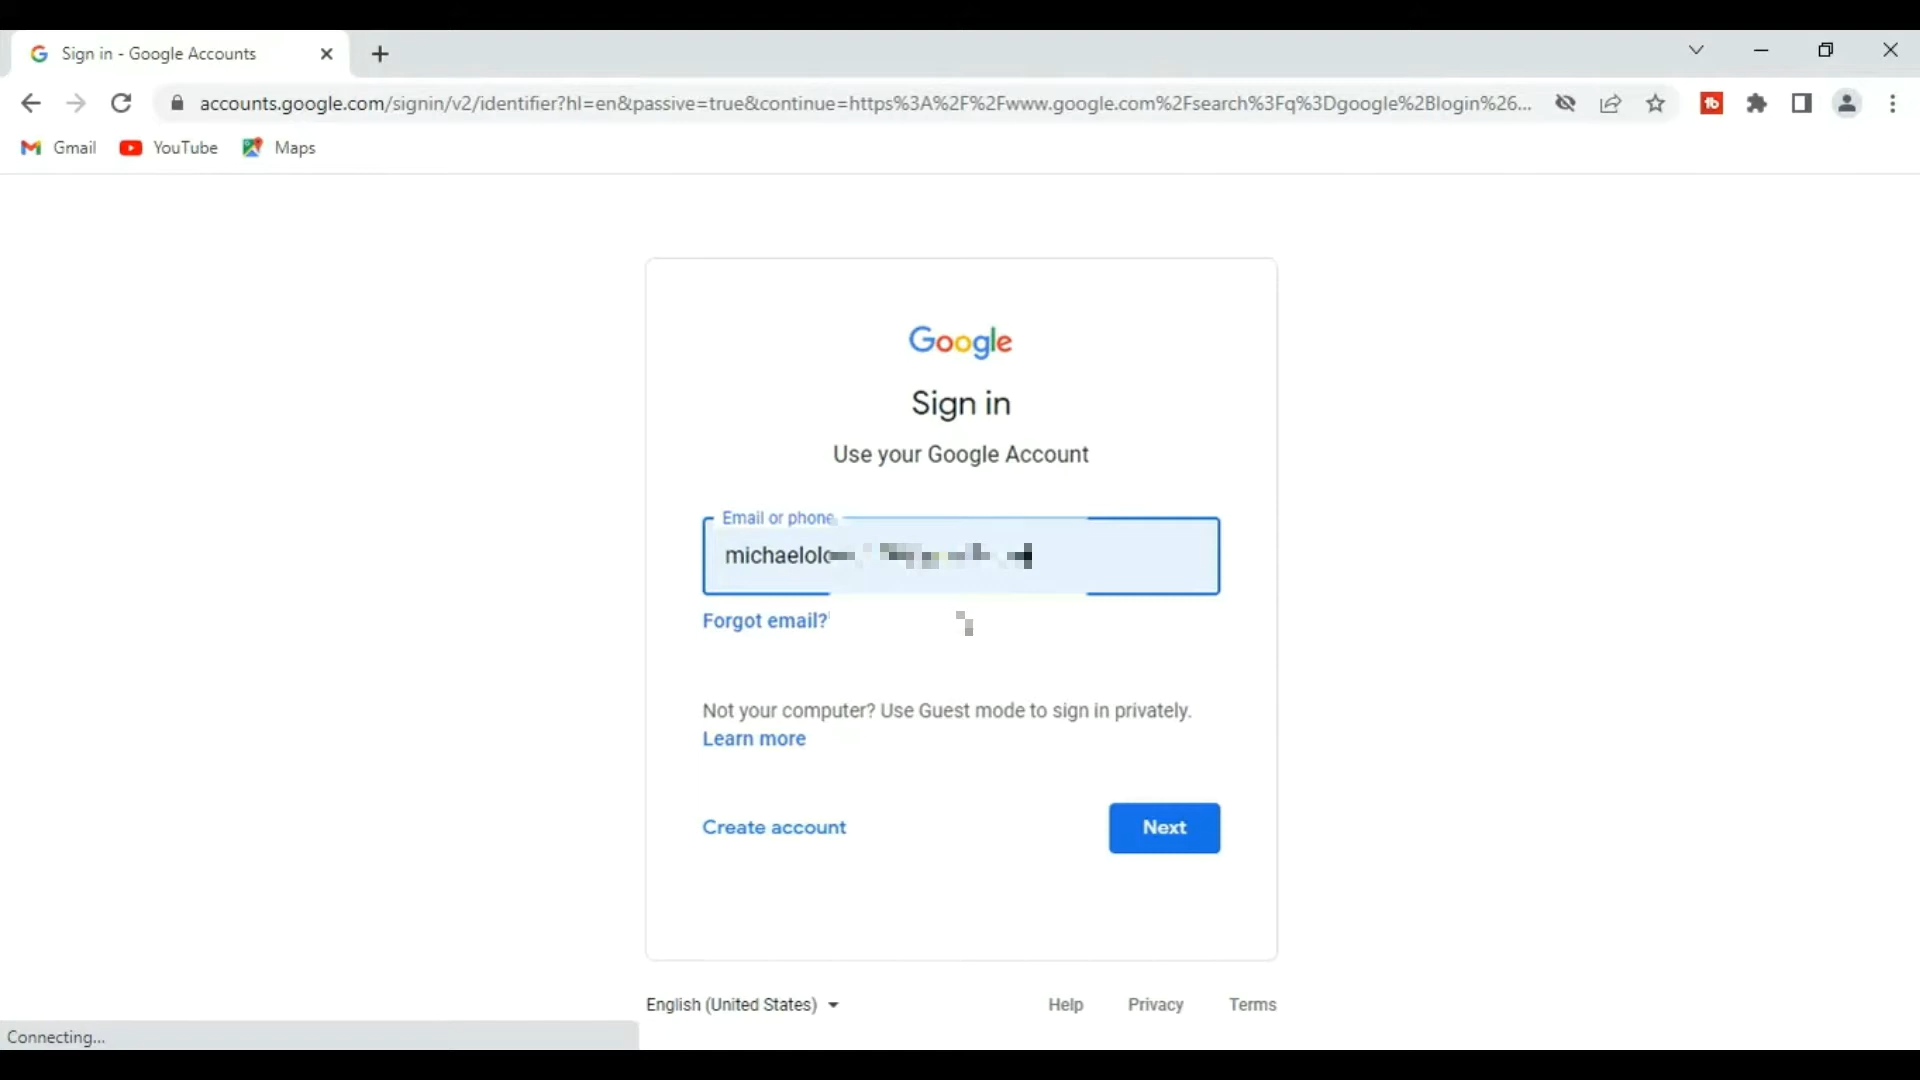 Sign in - Google Accounts
accounts.google.com/signin/v2/identifier?hl=en&passive=true&continue=https%3A%2F%2Fwww.google.com%2Fsearch%3Fq%3Dgoogle%2Blogin%26...
Gmail YouTube Maps
Google
Sign in
Use your Google Account
Email or phone
Forgot email?
Not your computer? Use Guest mode to sign in privately.
Learn more
Create account Next
English (United States) Help Privacy Terms
Connecting...